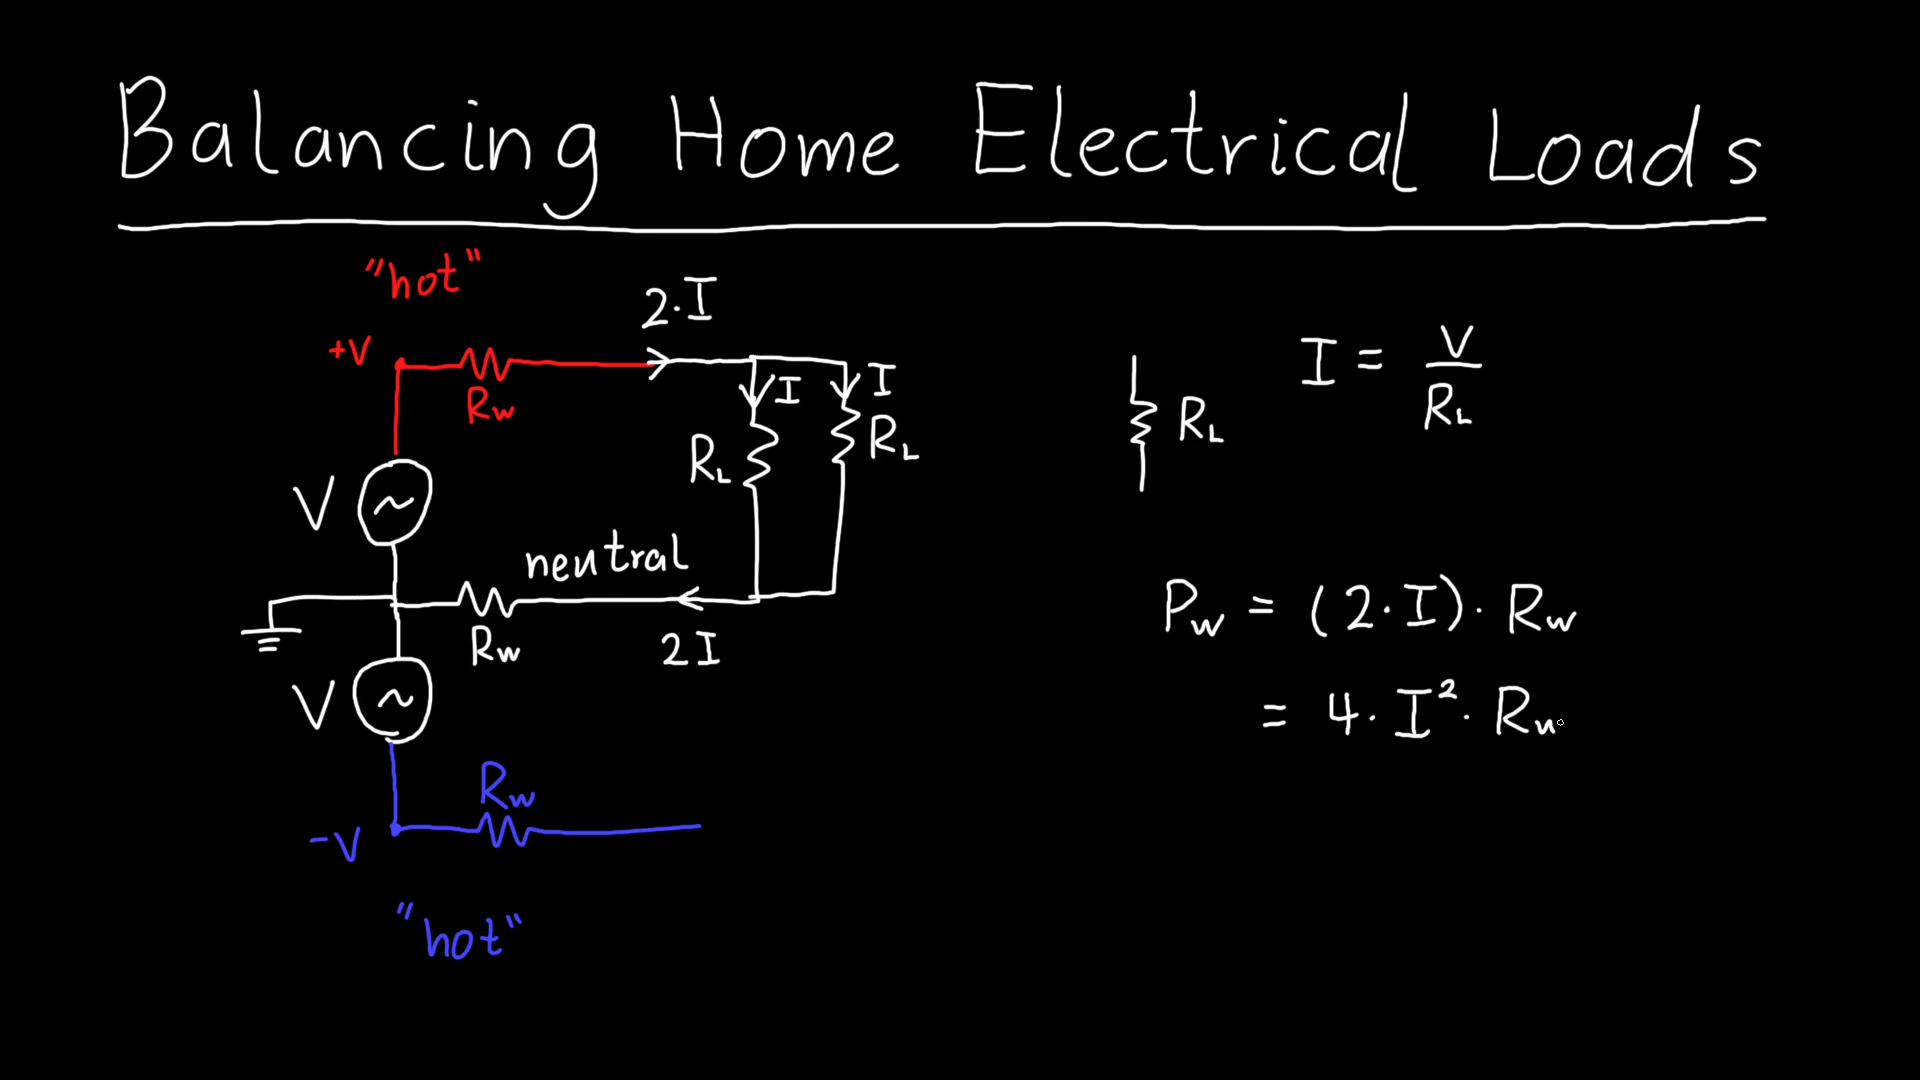 Balancing Home Electrical Loads
"hot"
2·I
+V
I
I
Rw
RL
RL
V
neutral
Rw
2I
V
Rw
-V
"hot"
RL
I = V/RL
Pw = (2·I)·Rw
= 4·I²·Rw